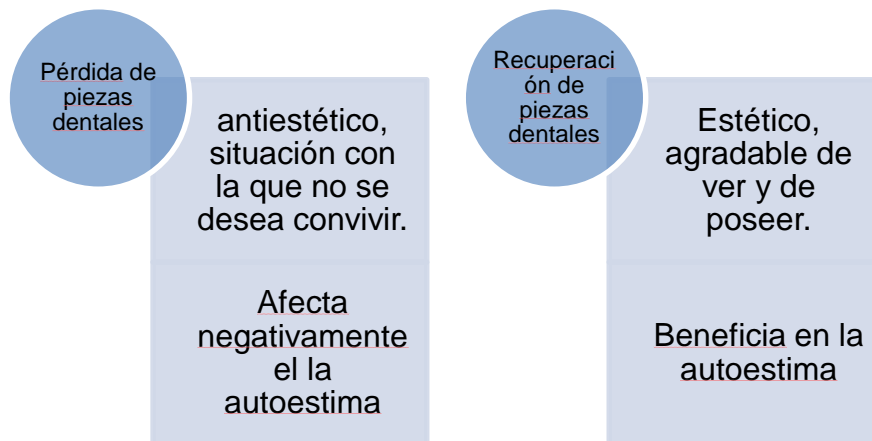 Pérdida de
piezas
dentales
antiestético,
situación con
la que no se
desea convivir.
Afecta
negativamente
el la
autoestima
Recuperaci
ón de
piezas
dentales
Estético,
agradable de
ver y de
poseer.
Beneficia en la
autoestima